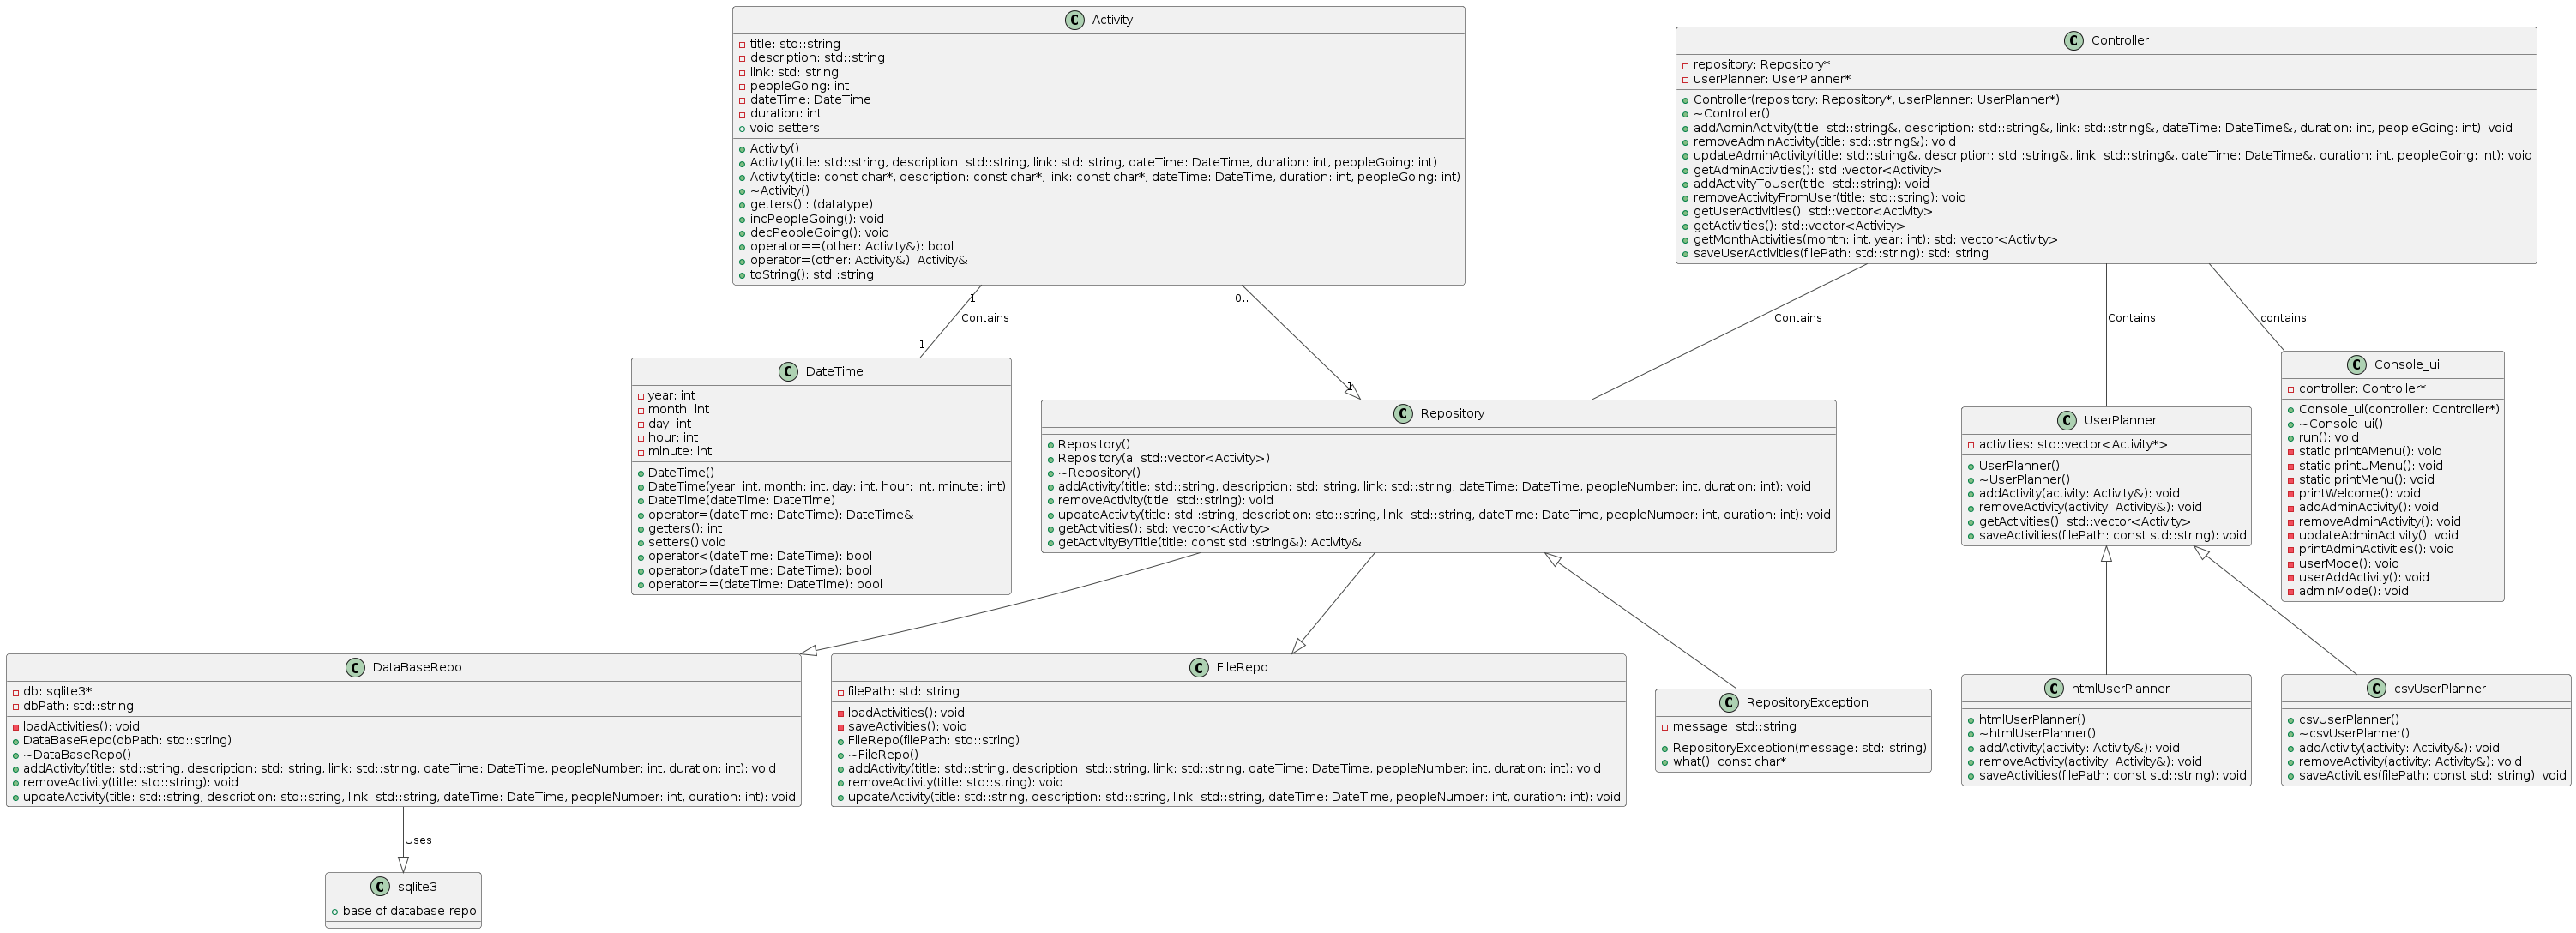 Activity
title: std::string
description: std::string
link: std::string
peopleGoing: int
dateTime: DateTime
duration: int
void setters
Activity()
Activity(title: std::string, description: std::string, link: std::string, dateTime: DateTime, duration: int, peopleGoing: int)
Activity(title: const char*, description: const char*, link: const char*, dateTime: DateTime, duration: int, peopleGoing: int)
~Activity()
getters() : (datatype)
incPeopleGoing(): void
decPeopleGoing(): void
operator==(other: Activity&): bool
operator=(other: Activity&): Activity&
toString(): std::string
Controller
repository: Repository*
userPlanner: UserPlanner*
Controller(repository: Repository*, userPlanner: UserPlanner*)
~Controller()
addAdminActivity(title: std::string&, description: std::string&, link: std::string&, dateTime: DateTime&, duration: int, peopleGoing: int): void
removeAdminActivity(title: std::string&): void
updateAdminActivity(title: std::string&, description: std::string&, link: std::string&, dateTime: DateTime&, duration: int, peopleGoing: int): void
getAdminActivities(): std::vector<Activity>
addActivityToUser(title: std::string): void
removeActivityFromUser(title: std::string): void
getUserActivities(): std::vector<Activity>
getActivities(): std::vector<Activity>
getMonthActivities(month: int, year: int): std::vector<Activity>
saveUserActivities(filePath: std::string): std::string
1
Contains
1
0..
1
Contains
Contains
contains
DateTime
year: int
month: int
day: int
hour: int
minute: int
DateTime()
DateTime(year: int, month: int, day: int, hour: int, minute: int)
DateTime(dateTime: DateTime)
operator=(dateTime: DateTime): DateTime&
getters(): int
setters() void
operator<(dateTime: DateTime): bool
operator>(dateTime: DateTime): bool
operator==(dateTime: DateTime): bool
Repository
Repository()
Repository(a: std::vector<Activity>)
~Repository()
addActivity(title: std::string, description: std::string, link: std::string, dateTime: DateTime, peopleNumber: int, duration: int): void
removeActivity(title: std::string): void
updateActivity(title: std::string, description: std::string, link: std::string, dateTime: DateTime, peopleNumber: int, duration: int): void
getActivities(): std::vector<Activity>
getActivityByTitle(title: const std::string&): Activity&
UserPlanner
activities: std::vector<Activity*>
UserPlanner()
~UserPlanner()
addActivity(activity: Activity&): void
removeActivity(activity: Activity&): void
getActivities(): std::vector<Activity>
saveActivities(filePath: const std::string): void
Console_ui
controller: Controller*
Console_ui(controller: Controller*)
~Console_ui()
run(): void
static printAMenu(): void
static printUMenu(): void
static printMenu(): void
printWelcome(): void
addAdminActivity(): void
removeAdminActivity(): void
updateAdminActivity(): void
printAdminActivities(): void
userMode(): void
userAddActivity(): void
adminMode(): void
DataBaseRepo
db: sqlite3*
dbPath: std::string
loadActivities(): void
DataBaseRepo(dbPath: std::string)
~DataBaseRepo()
addActivity(title: std::string, description: std::string, link: std::string, dateTime: DateTime, peopleNumber: int, duration: int): void
removeActivity(title: std::string): void
updateActivity(title: std::string, description: std::string, link: std::string, dateTime: DateTime, peopleNumber: int, duration: int): void
FileRepo
filePath: std::string
loadActivities(): void
saveActivities(): void
FileRepo(filePath: std::string)
~FileRepo()
addActivity(title: std::string, description: std::string, link: std::string, dateTime: DateTime, peopleNumber: int, duration: int): void
removeActivity(title: std::string): void
updateActivity(title: std::string, description: std::string, link: std::string, dateTime: DateTime, peopleNumber: int, duration: int): void
RepositoryException
message: std::string
RepositoryException(message: std::string)
what(): const char*
htmlUserPlanner
htmlUserPlanner()
~htmlUserPlanner()
addActivity(activity: Activity&): void
removeActivity(activity: Activity&): void
saveActivities(filePath: const std::string): void
csvUserPlanner
csvUserPlanner()
~csvUserPlanner()
addActivity(activity: Activity&): void
removeActivity(activity: Activity&): void
saveActivities(filePath: const std::string): void
Uses
sqlite3
base of database-repo